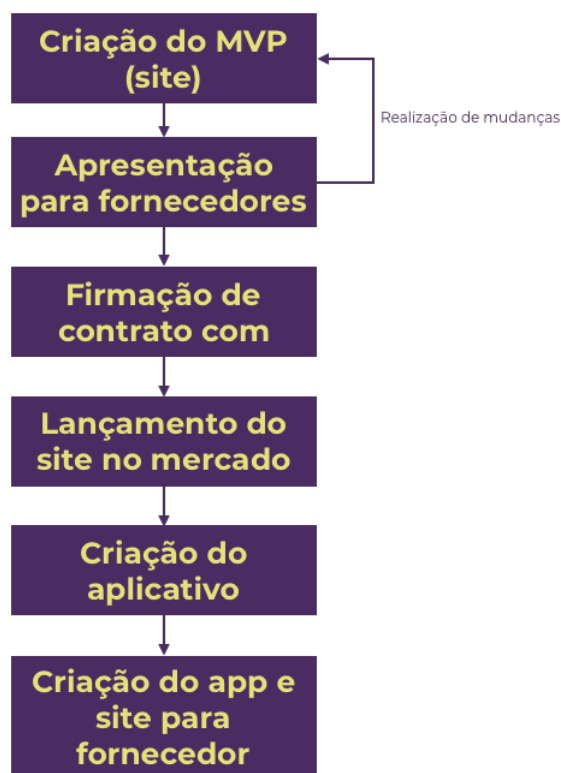 Criação do MVP
(site)
Realização de mudanças
Apresentação
para fornecedores
Firmação de
contrato com
Lançamento do
site no mercado
Criação do
aplicativo
Criação do app e
site para
fornecedor